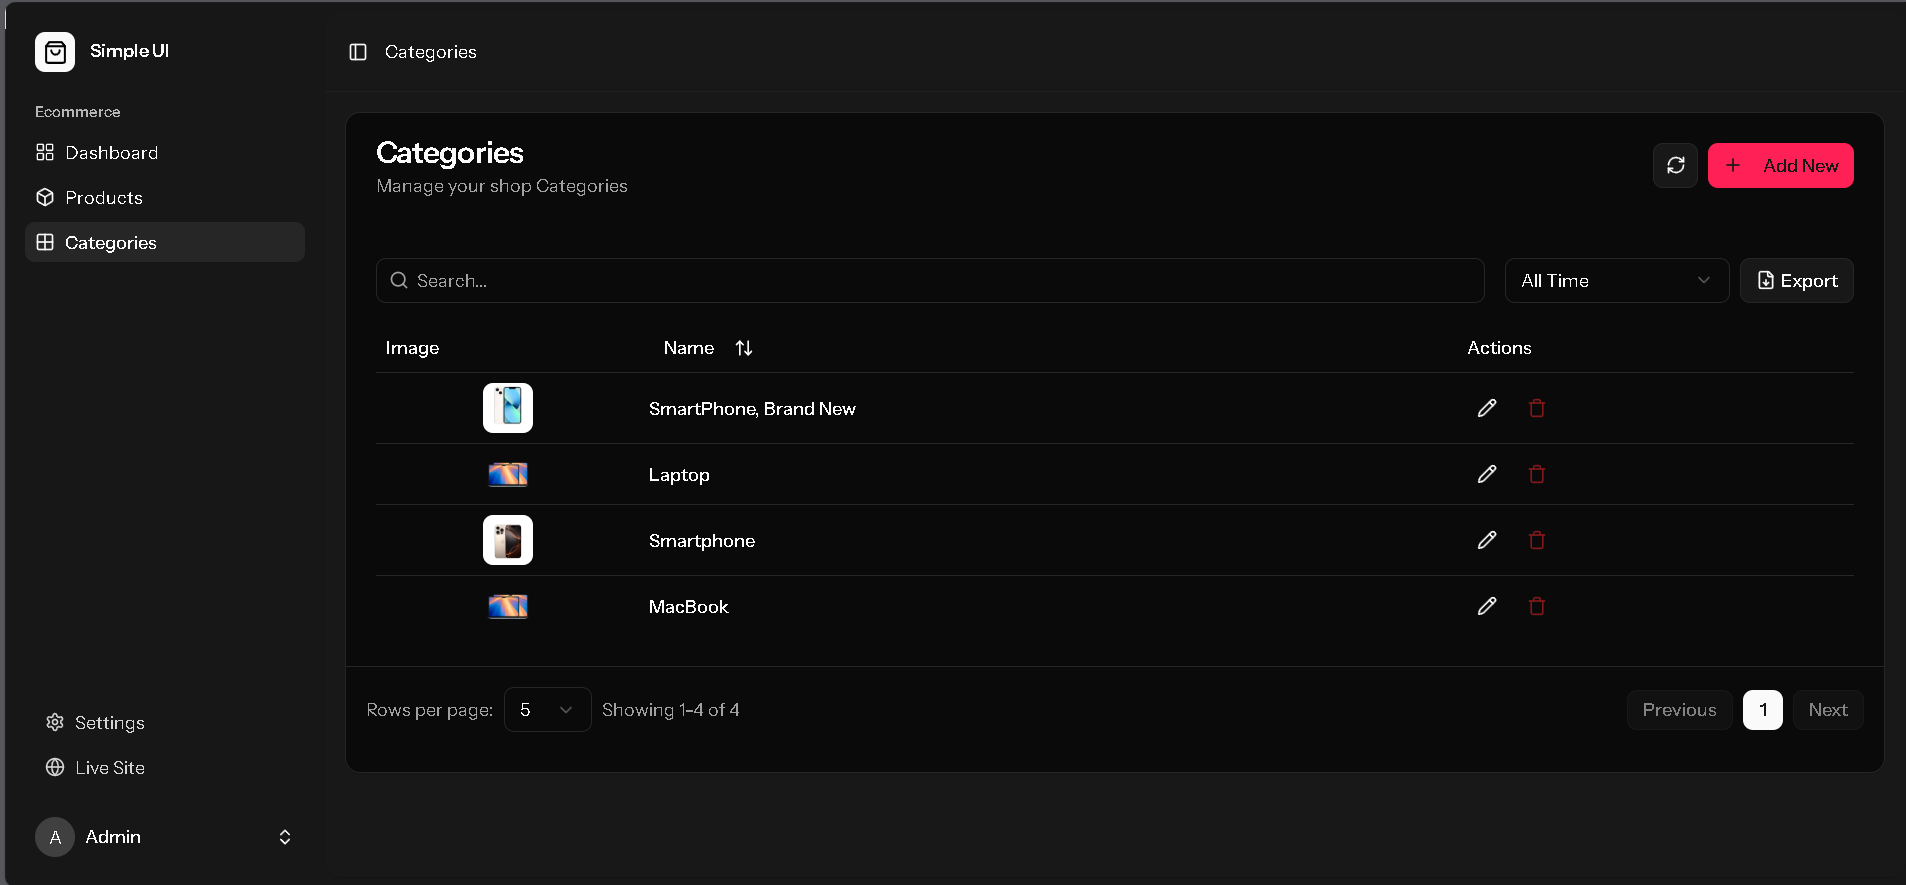 Simple UI
Ecommerce
Dashboard
Products
Categories
Settings
Live Site
A Admin
Categories
Categories
Manage your shop Categories
Add New
Search...
All Time
Export
Image Name Actions
SmartPhone, Brand New
Laptop
Smartphone
MacBook
Rows per page: 5 Showing 1-4 of 4
Previous 1 Next